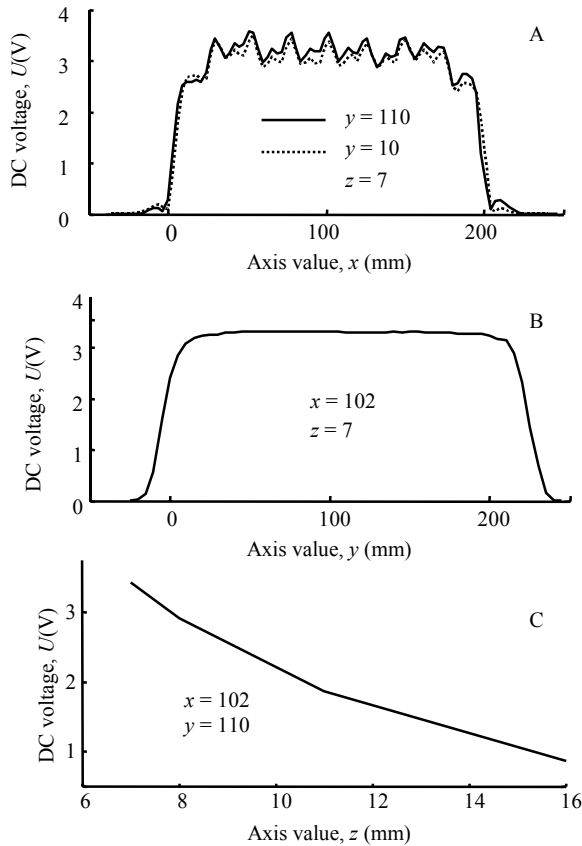 A
DC voltage, U(V)
4
3
2
1
0
y = 110
y = 10
z = 7
0
100
200
Axis value, x (mm)
B
DC voltage, U(V)
4
3
2
1
0
x = 102
z = 7
0
100
200
Axis value, y (mm)
C
DC voltage, U(V)
3
2
1
x = 102
y = 110
6
8
10
12
14
16
Axis value, z (mm)